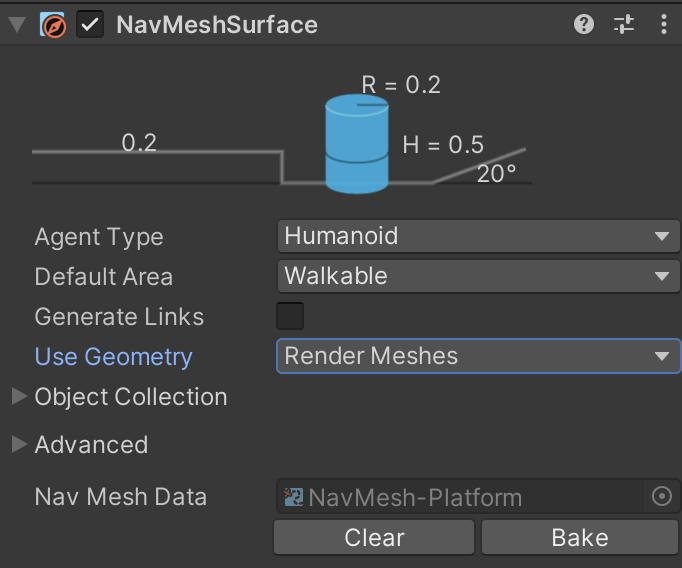 NavMeshSurface
R = 0.2
0.2
H = 0.5
20°
Agent Type Humanoid
Default Area Walkable
Generate Links
Use Geometry Render Meshes
Object Collection
Advanced
Nav Mesh Data NavMesh-Platform
Clear Bake